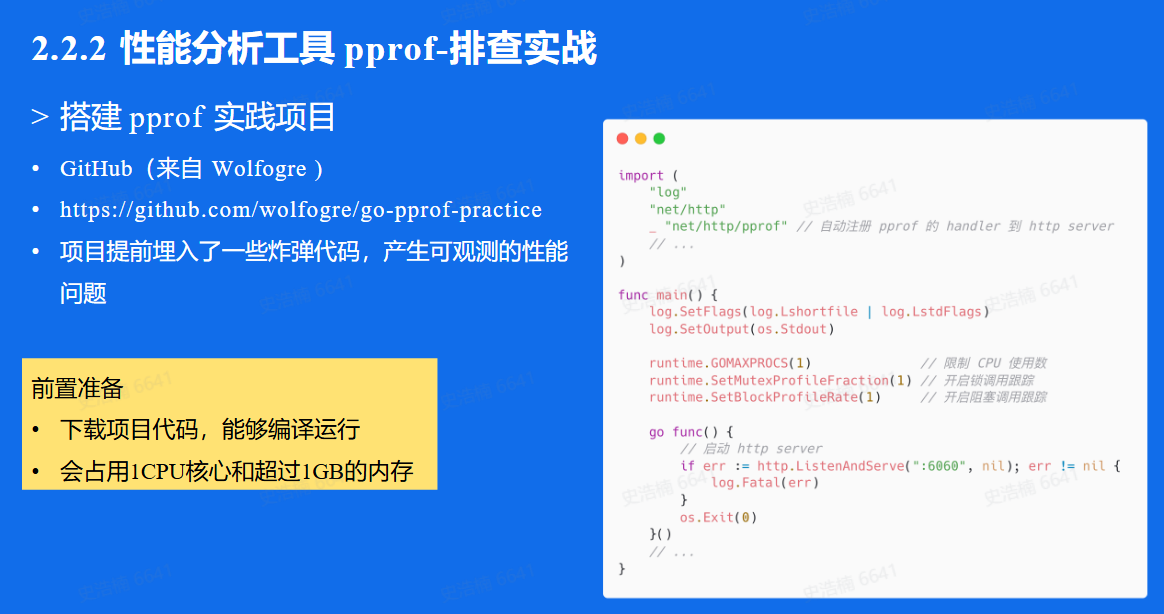 2.2.2 性能分析工具 pprof-排查实战
> 搭建 pprof 实践项目
• GitHub（来自 Wolfogre ）
• https://github.com/wolfogre/go-pprof-practice
• 项目提前埋入了一些炸弹代码，产生可观测的性能
问题
前置准备
• 下载项目代码，能够编译运行
• 会占用1CPU核心和超过1GB的内存
import (
    "log"
    "net/http"
    _ "net/http/pprof" // 自动注册 pprof 的 handler 到 http server
    // ...
)
func main() {
    log.SetFlags(log.Lshortfile | log.LstdFlags)
    log.SetOutput(os.Stdout)
    runtime.GOMAXPROCS(1)              // 限制 CPU 使用数
    runtime.SetMutexProfileFraction(1) // 开启锁调用跟踪
    runtime.SetBlockProfileRate(1)     // 开启阻塞调用跟踪
    go func() {
        // 启动 http server
        if err := http.ListenAndServe(":6060", nil); err != nil {
            log.Fatal(err)
        }
        os.Exit(0)
    }()
    // ...
}
史浩楠 6641